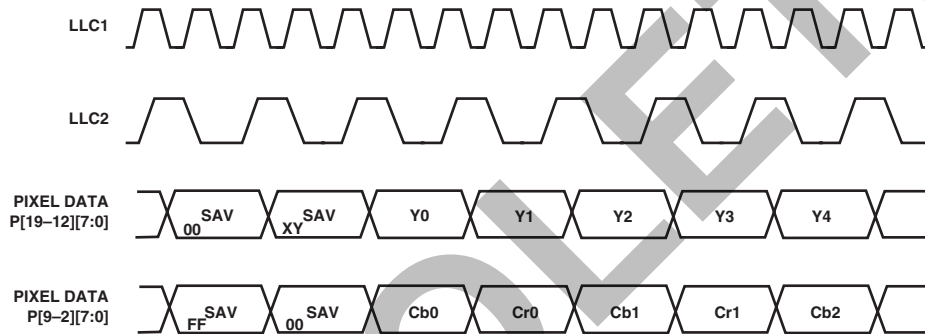 LLC1
LLC2
PIXEL DATA
P[19–12][7:0]
00 SAV
XY SAV
Y0
Y1
Y2
Y3
Y4
PIXEL DATA
P[9–2][7:0]
FF SAV
00 SAV
Cb0
Cr0
Cb1
Cr1
Cb2